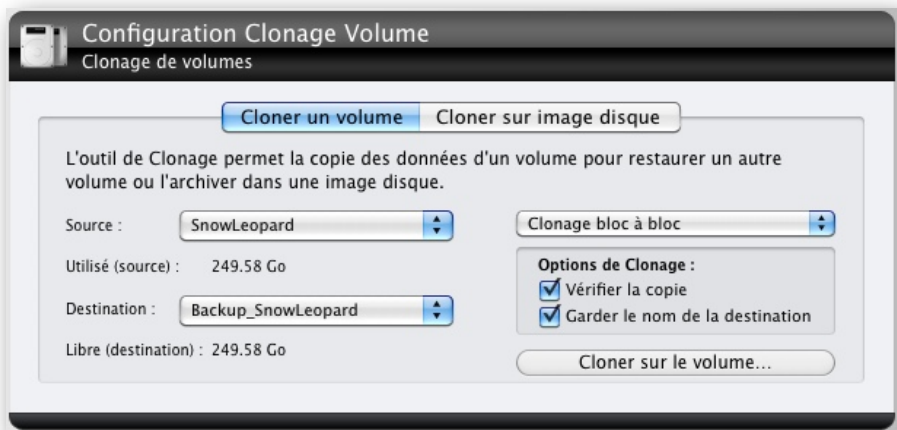 Configuration Clonage Volume
Clonage de volumes
Cloner un volume
Cloner sur image disque
L'outil de Clonage permet la copie des données d'un volume pour restaurer un autre
volume ou l'archiver dans une image disque.
Source :
SnowLeopard
Utilisé (source) :
249.58 Go
Destination :
Backup_SnowLeopard
Libre (destination) : 249.58 Go
Clonage bloc à bloc
Options de Clonage :
Vérifier la copie
Garder le nom de la destination
Cloner sur le volume...